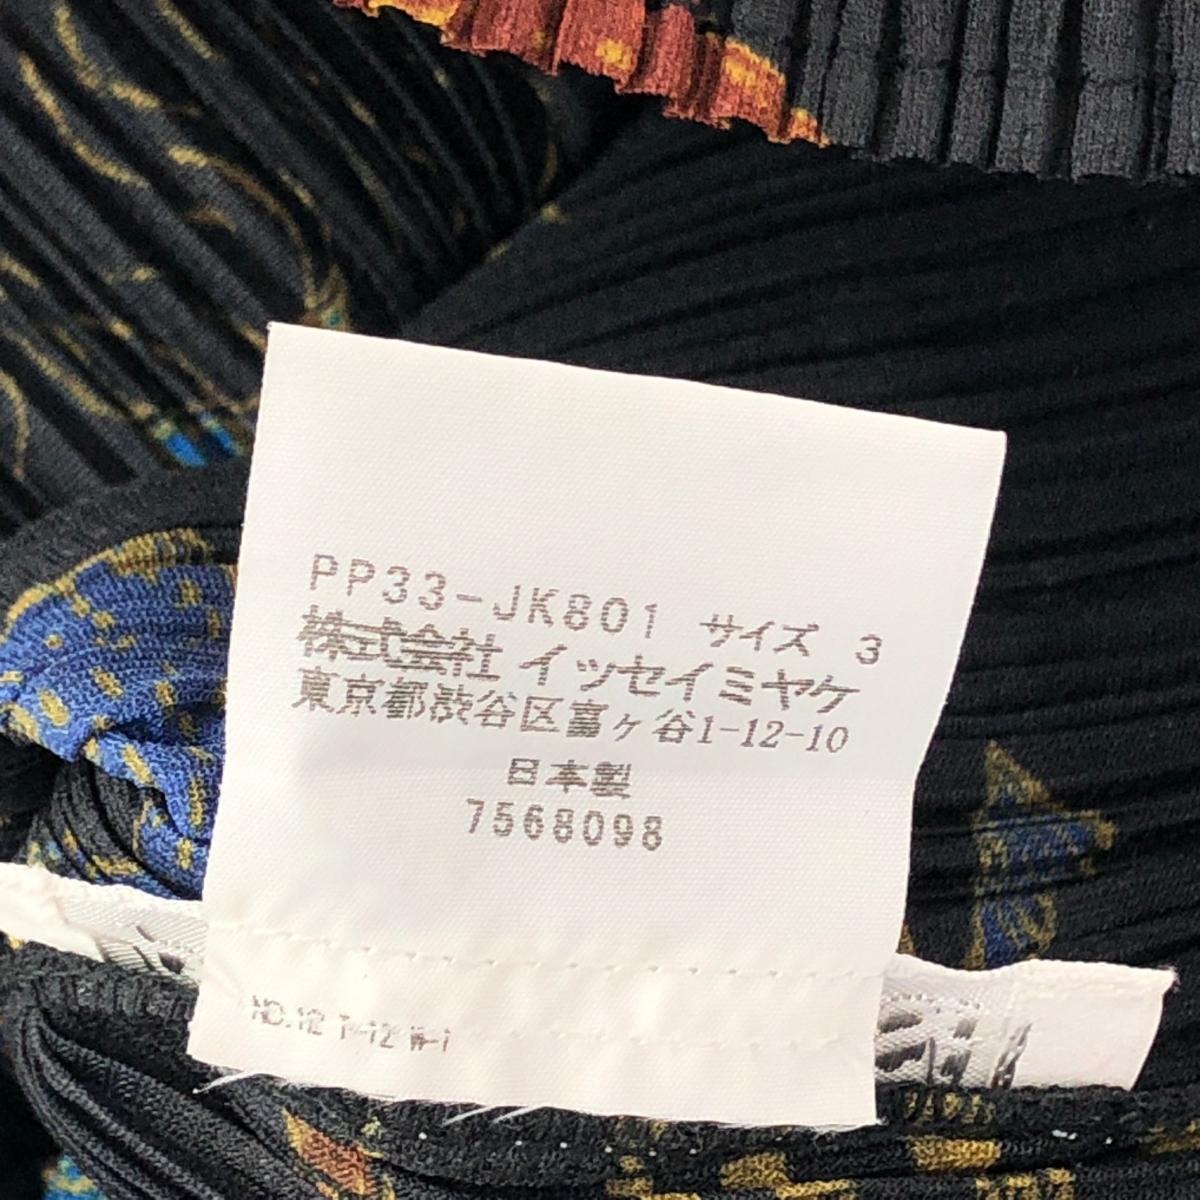 PP33-JK801 サイズ 3
株式会社 イッセイミヤケ
東京都渋谷区富ヶ谷1-12-10
日本製
7568098
NO.12 T-12 W-1